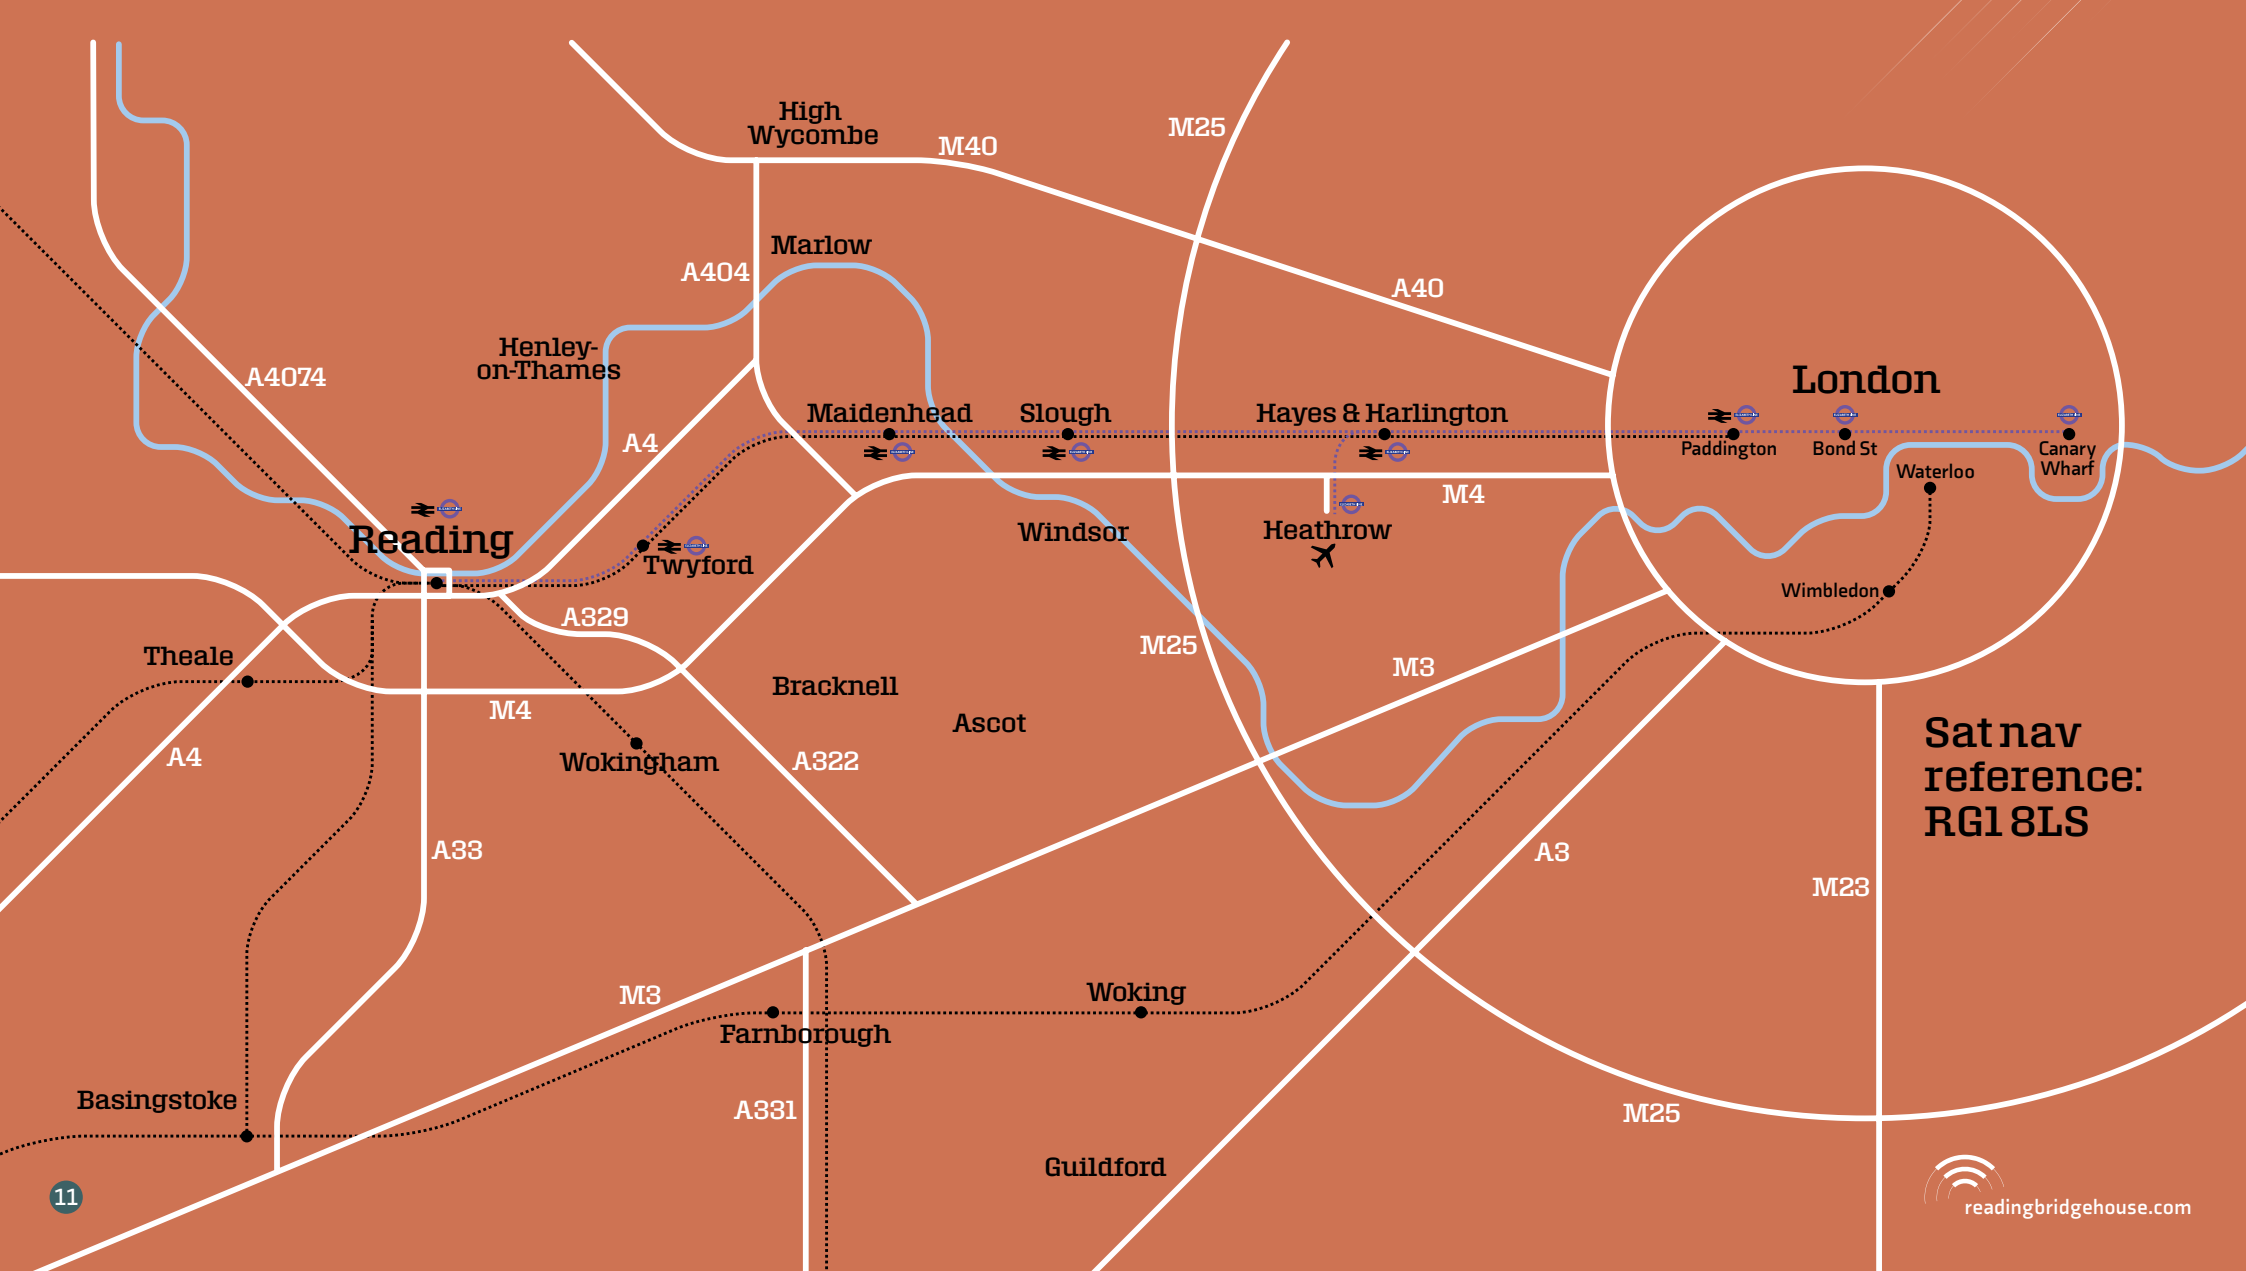 High
Wycombe
M40
M25
Marlow
A404
A40
Henley-
on-Thames
A4074
London
Maidenhead
Slough
Hayes & Harlington
A4
Paddington
Bond St
Canary
Wharf
Waterloo
M4
Reading
Windsor
Heathrow
Twyford
Wimbledon
A329
Theale
M25
M3
Bracknell
M4
Ascot
Sat nav
reference:
RG1 8LS
A4
Wokingham
A322
A33
A3
M23
M3
Woking
Farnborough
Basingstoke
A331
M25
Guildford
11
readingbridgehouse.com